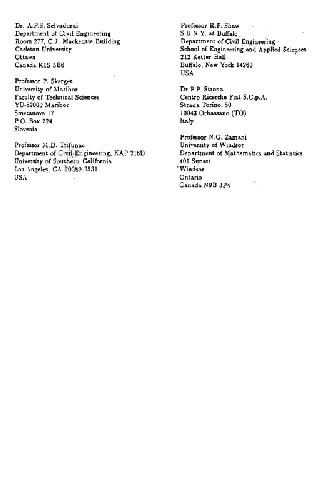 Dr. A.P.S. Selvadurai
Department of Civil Engineering
Room 277, C.J. Mackenzie Building
Carleton University
Ottawa
Canada K1S 5B6
Professor P. Skerget
University of Maribor
Faculty of Technical Sciences
YU-62000 Maribor
Smetanova 17
P.O. Box 224
Slovenia
Professor M.D. Trifunac
Department of Civil Engineering, KAP 216D
University of Southern California
Los Angeles, CA 90089-2531
USA
Professor R.P. Shaw
S.U.N.Y. at Buffalo
Department of Civil Engineering
School of Engineering and Applied Sciences
212 Ketter Hall
Buffalo, New York 14260
USA
Dr P.P. Strona
Centro Ricerche Fiat S.C.p.A.
Strada Torino, 50
10043 Orbassano (TO)
Italy
Professor N.G. Zamani
University of Windsor
Department of Mathematics and Statistics
401 Sunset
Windsor
Ontario
Canada N9B 3P4